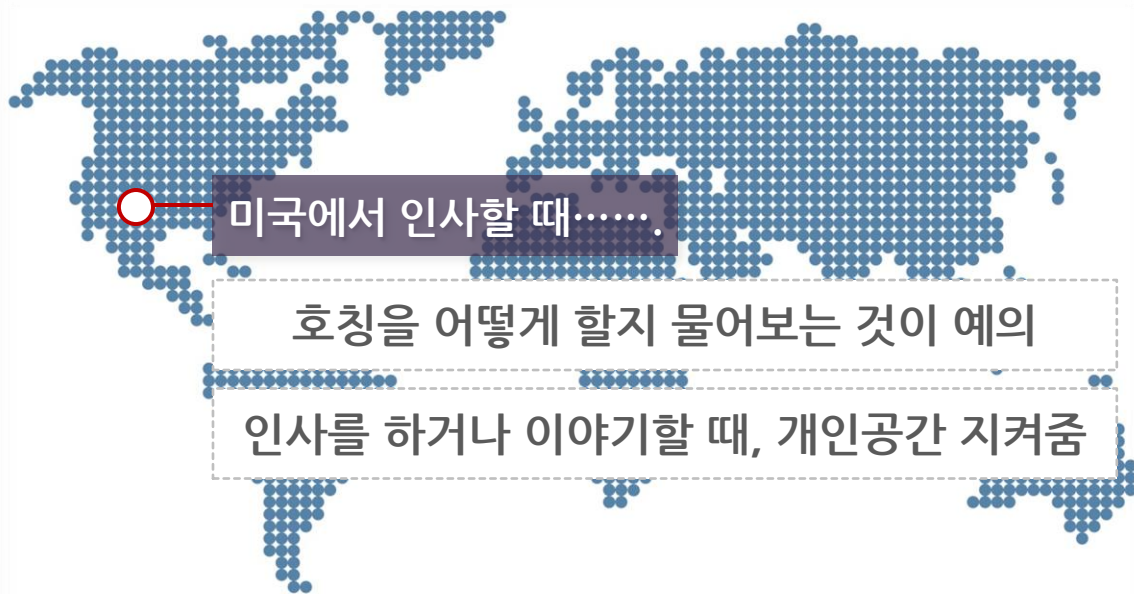 미국에서 인사할 때…….
호칭을 어떻게 할지 물어보는 것이 예의
인사를 하거나 이야기할 때, 개인공간 지켜줌